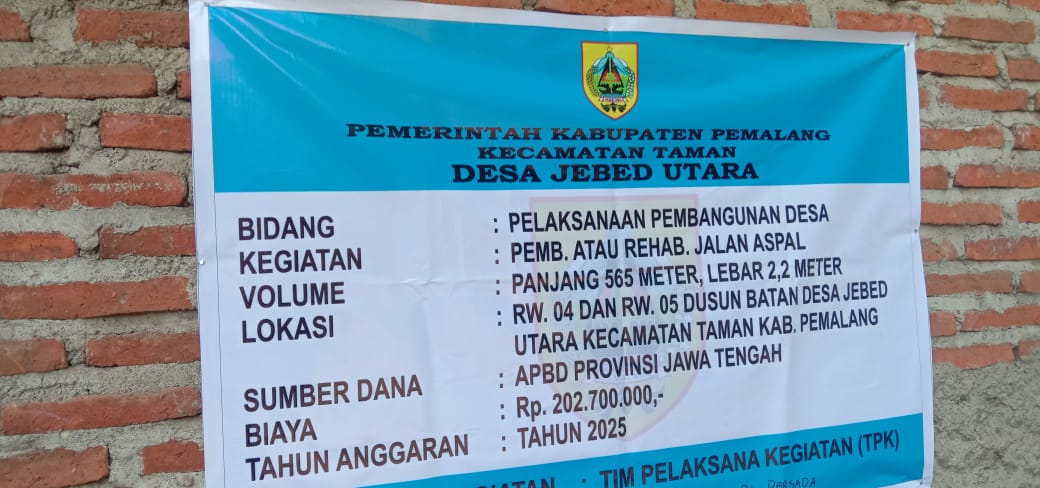 PEMERINTAH KABUPATEN PEMALANG
KECAMATAN TAMAN
DESA JEBED UTARA
BIDANG : PELAKSANAAN PEMBANGUNAN DESA
KEGIATAN : PEMB. ATAU REHAB. JALAN ASPAL
VOLUME : PANJANG 565 METER, LEBAR 2,2 METER
LOKASI : RW. 04 DAN RW. 05 DUSUN BATAN DESA JEBED
UTARA KECAMATAN TAMAN KAB. PEMALANG
SUMBER DANA : APBD PROVINSI JAWA TENGAH
BIAYA : Rp. 202.700.000,-
TAHUN ANGGARAN : TAHUN 2025
: TIM PELAKSANA KEGIATAN (TPK)
PERSADA